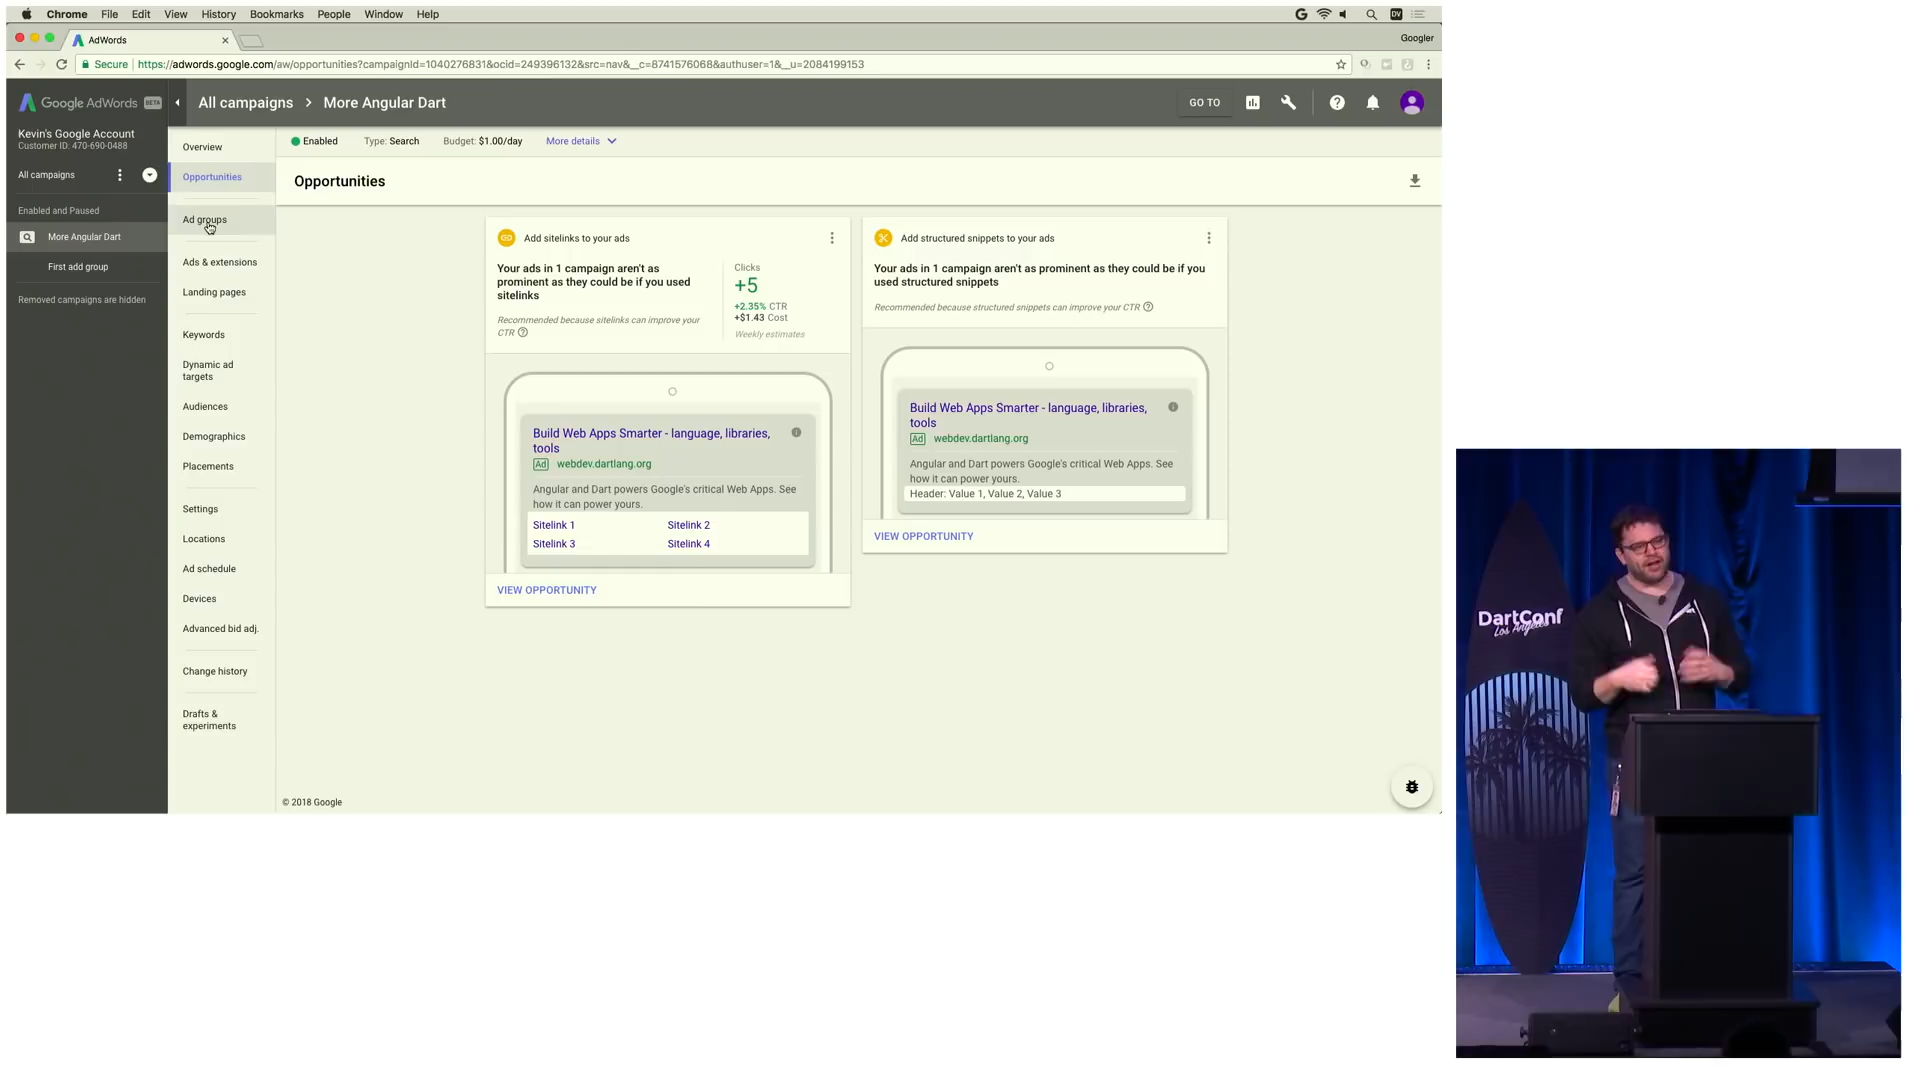 Chrome File Edit View History Bookmarks People Window Help
DV
AdWords
Googler
Secure https://adwords.google.com/aw/opportunities?campaignId=1040276831&ocid=249396132&src=nav&__c=8741576068&authuser=1&__u=2084199153
Google AdWords BETA
All campaigns > More Angular Dart
GO TO
Kevin's Google Account
Customer ID: 470-690-0488
All campaigns
Enabled and Paused
More Angular Dart
First add group
Removed campaigns are hidden
Overview
Opportunities
Ad groups
Ads & extensions
Landing pages
Keywords
Dynamic ad
targets
Audiences
Demographics
Placements
Settings
Locations
Ad schedule
Devices
Advanced bid adj.
Change history
Drafts &
experiments
Enabled Type: Search Budget: $1.00/day More details
Opportunities
Add sitelinks to your ads
Your ads in 1 campaign aren't as
prominent as they could be if you used
sitelinks
Recommended because sitelinks can improve your
CTR
Clicks
+5
+2.35% CTR
+$1.43 Cost
Weekly estimates
Build Web Apps Smarter - language, libraries,
tools
Ad webdev.dartlang.org
Angular and Dart powers Google's critical Web Apps. See
how it can power yours.
Sitelink 1 Sitelink 2
Sitelink 3 Sitelink 4
VIEW OPPORTUNITY
Add structured snippets to your ads
Your ads in 1 campaign aren't as prominent as they could be if you
used structured snippets
Recommended because structured snippets can improve your CTR
Build Web Apps Smarter - language, libraries,
tools
Ad webdev.dartlang.org
Angular and Dart powers Google's critical Web Apps. See
how it can power yours.
Header: Value 1, Value 2, Value 3
VIEW OPPORTUNITY
© 2018 Google
DartConf
Los Angeles